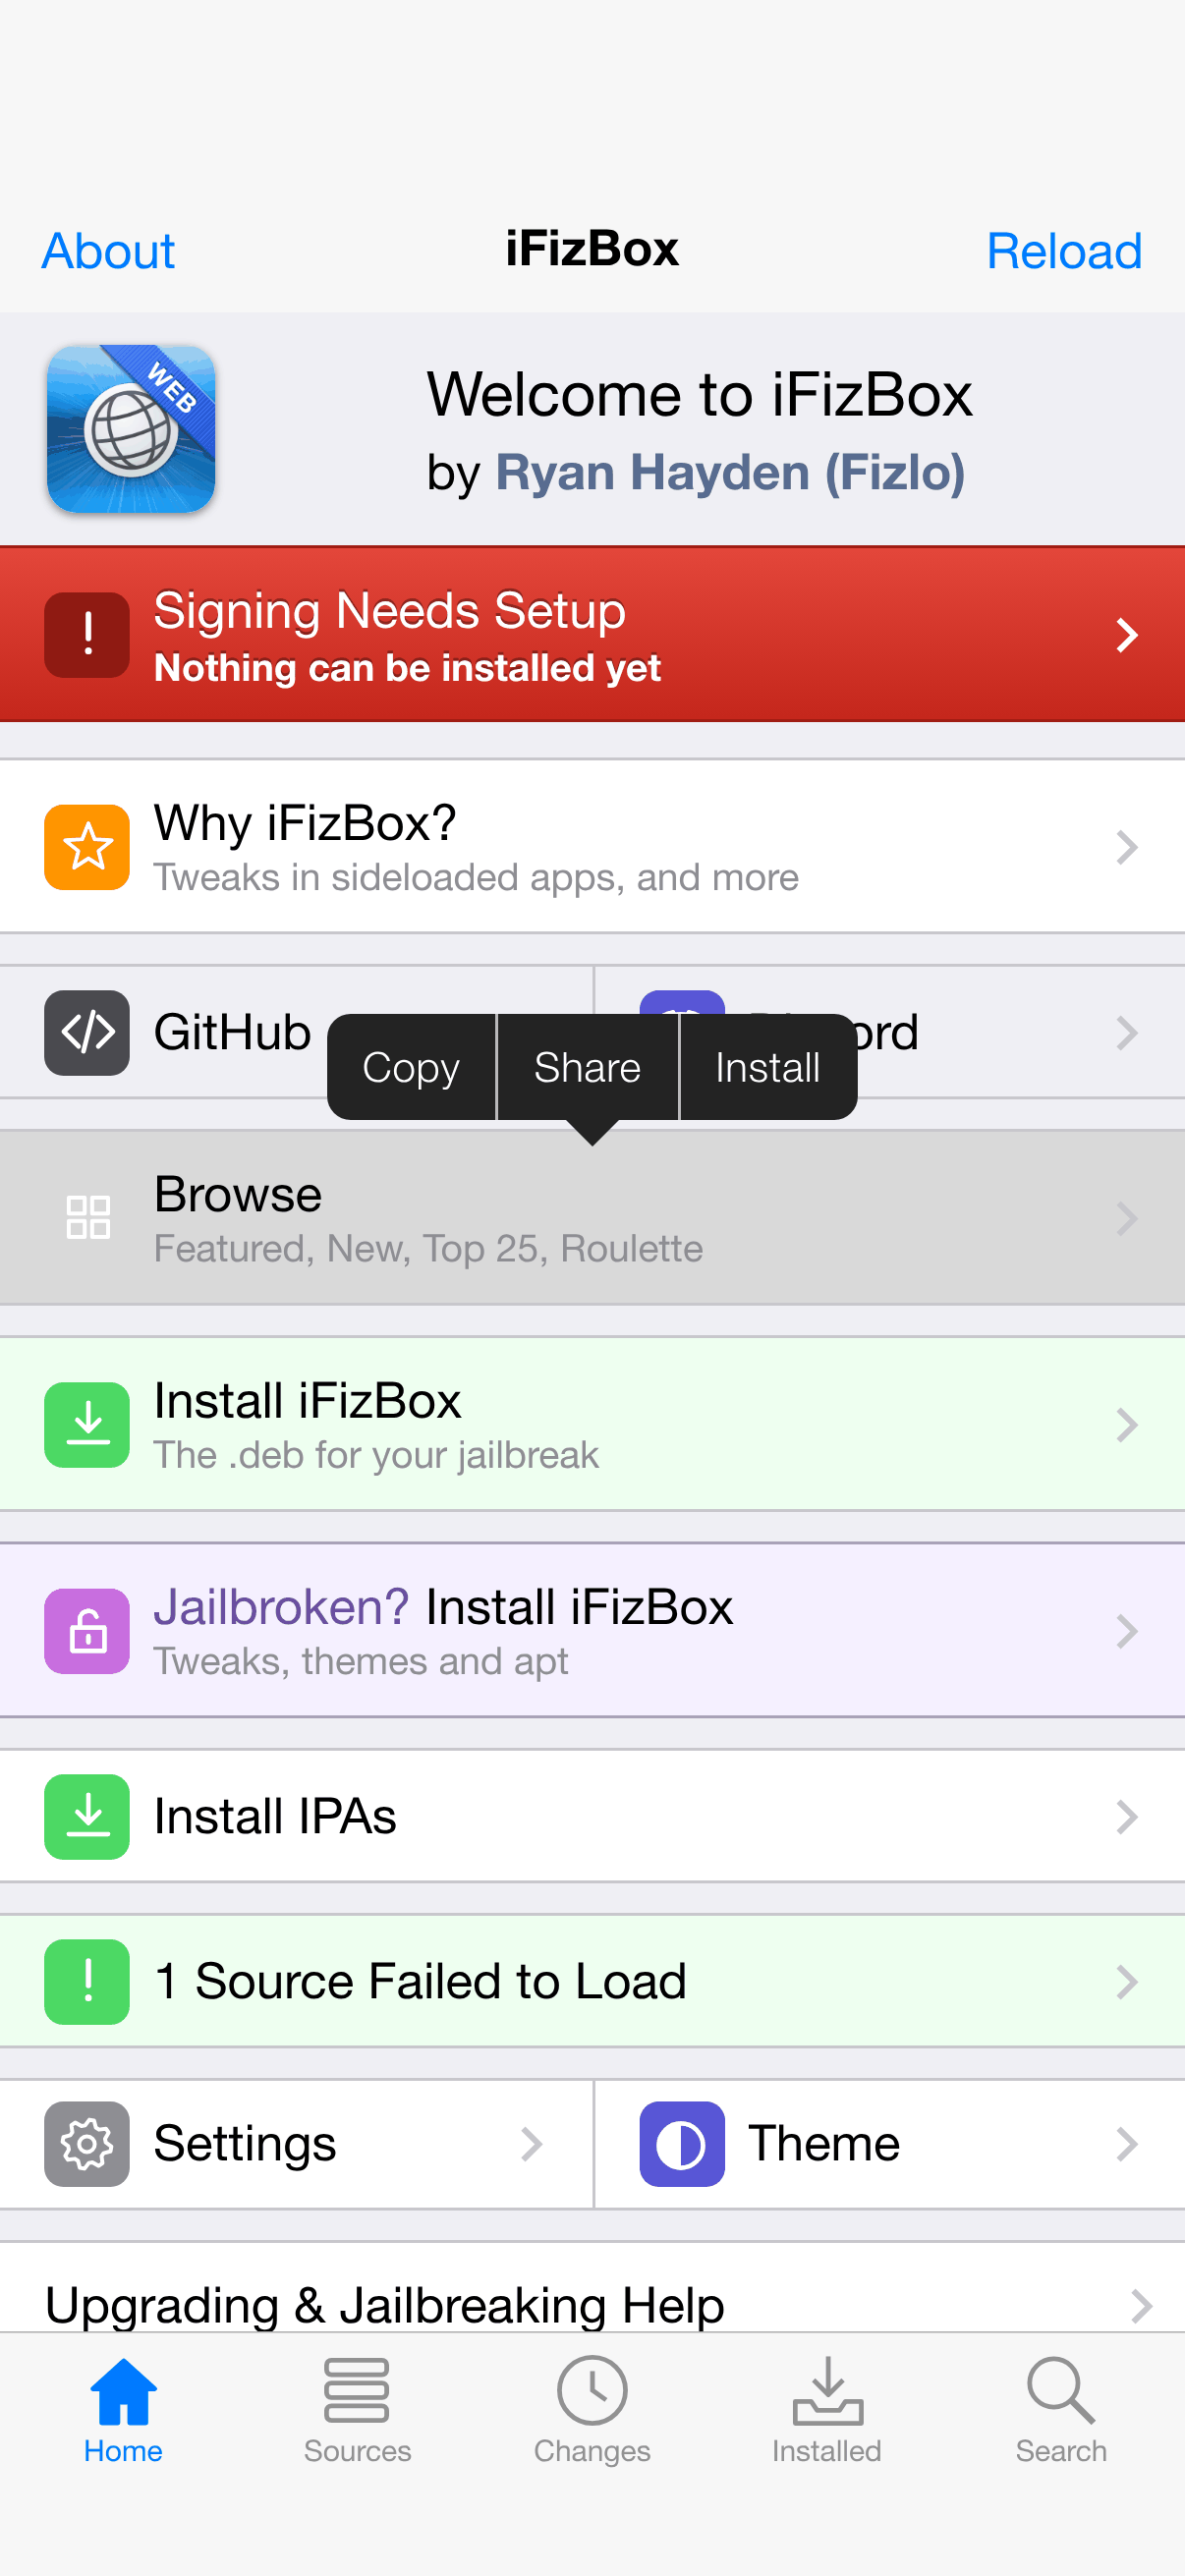 About
iFizBox
Reload
WEB
Welcome to iFizBox
by Ryan Hayden (Fizlo)
Signing Needs Setup
Nothing can be installed yet
Why iFizBox?
Tweaks in sideloaded apps, and more
GitHub
ord
Copy
Share
Install
Browse
Featured, New, Top 25, Roulette
Install iFizBox
The .deb for your jailbreak
Jailbroken? Install iFizBox
Tweaks, themes and apt
Install IPAs
1 Source Failed to Load
Settings
Theme
Upgrading & Jailbreaking Help
Home
Sources
Changes
Installed
Search